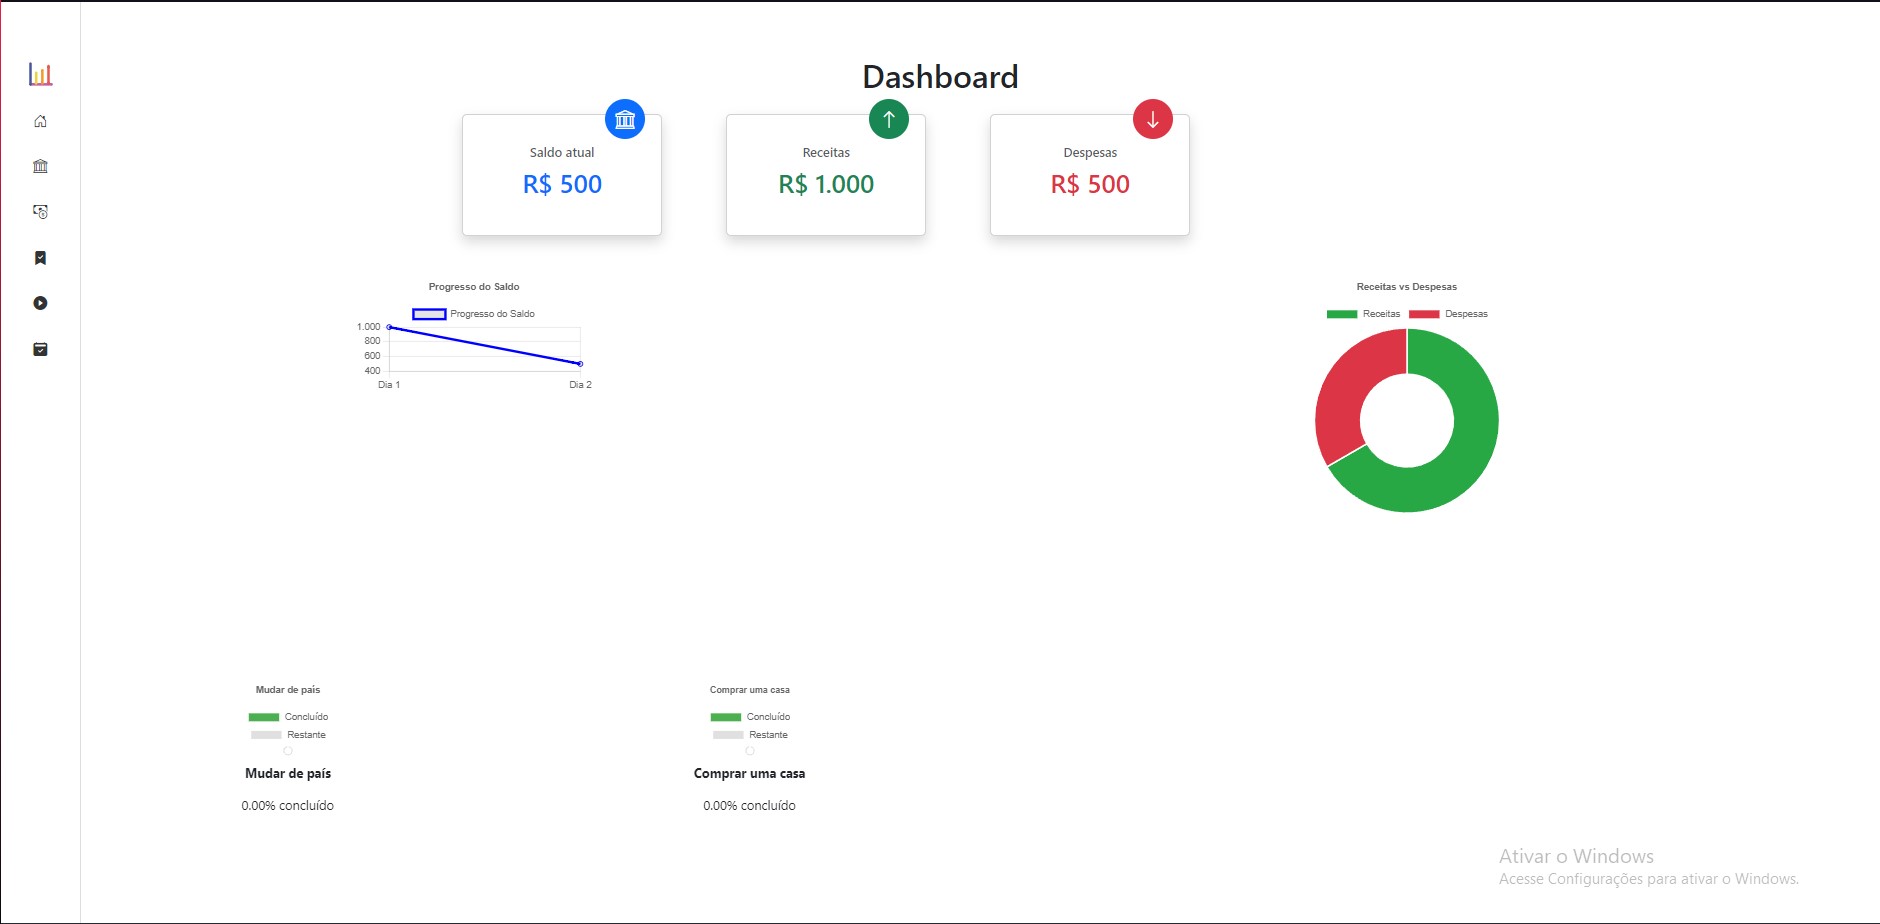 Dashboard
Saldo atual
R$ 500
Receitas
R$ 1.000
Despesas
R$ 500
Progresso do Saldo
Progresso do Saldo
1.000
800
600
400
Dia 1
Dia 2
Receitas vs Despesas
Receitas
Despesas
Mudar de país
Concluído
Restante
Mudar de país
0.00% concluído
Comprar uma casa
Concluído
Restante
Comprar uma casa
0.00% concluído
Ativar o Windows
Acesse Configurações para ativar o Windows.